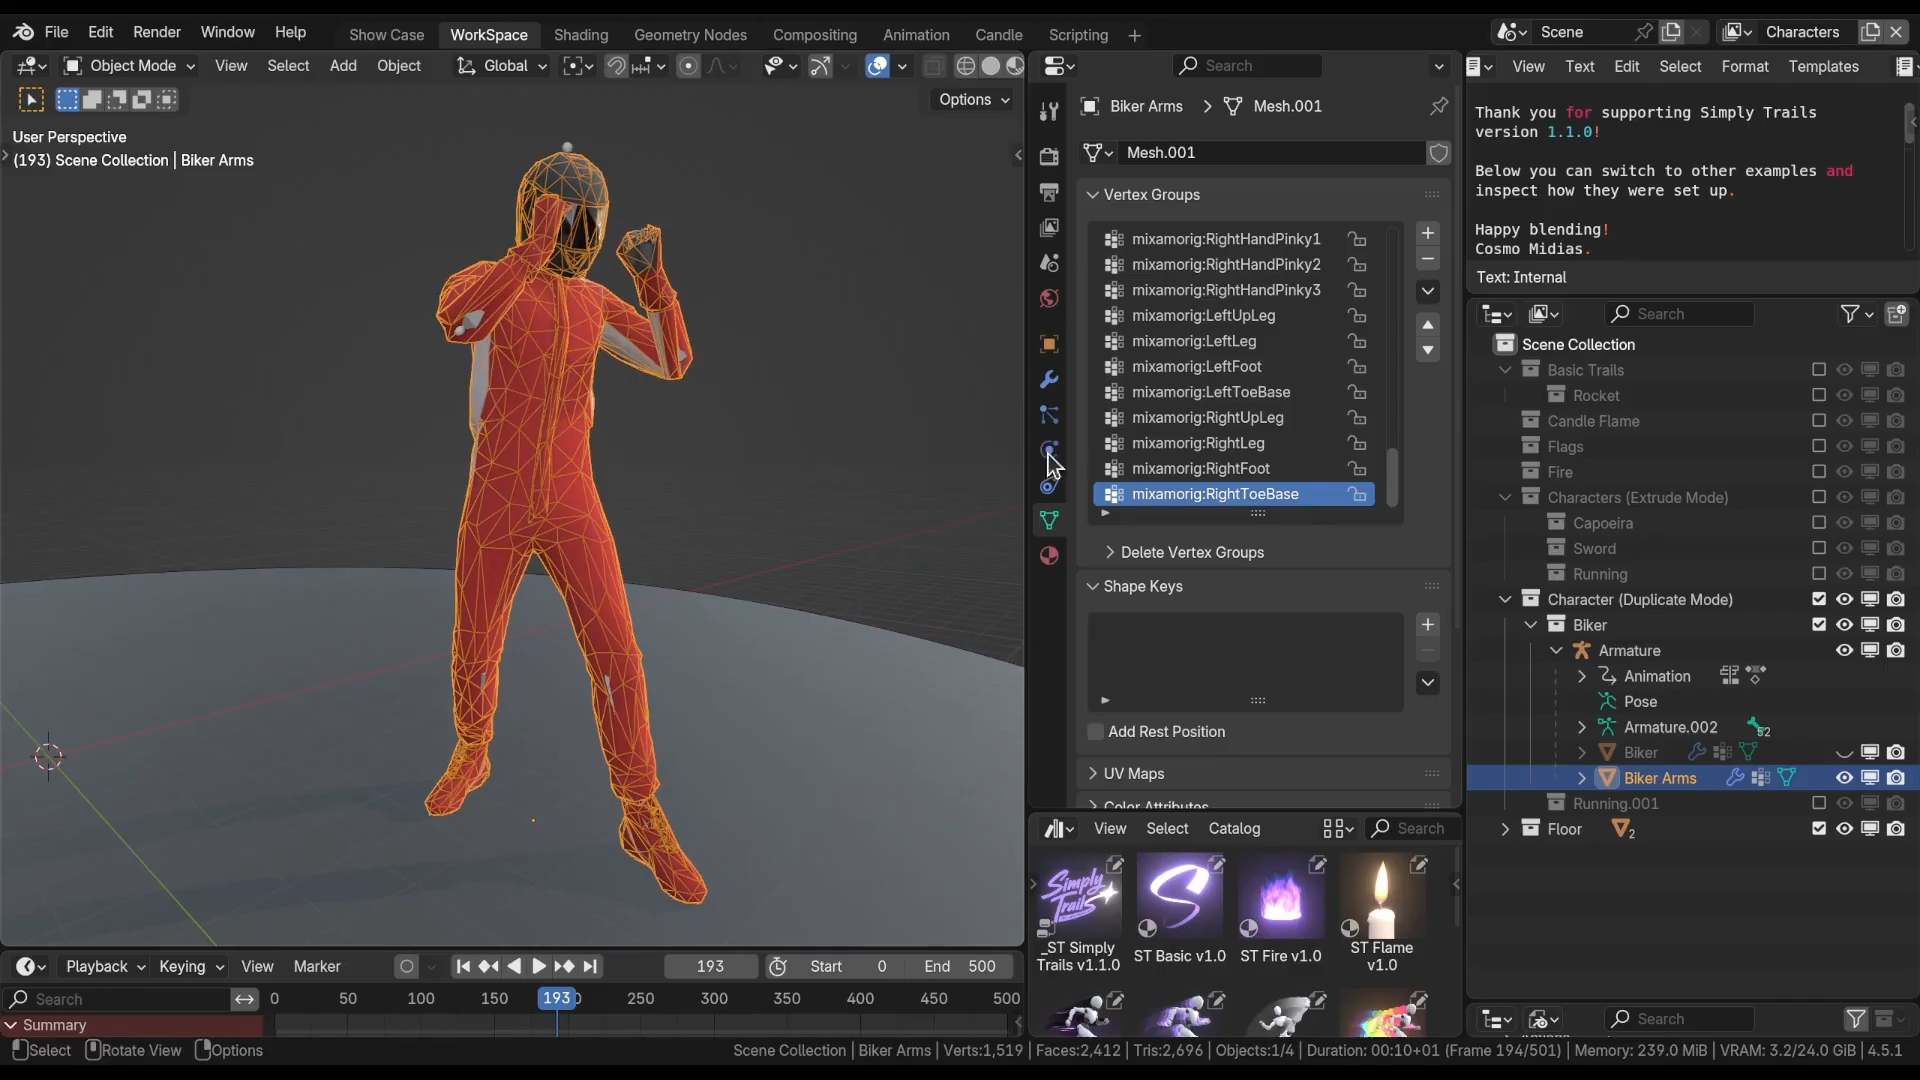 File Edit Render Window Help
Show Case WorkSpace Shading Geometry Nodes Compositing Animation Candle Scripting
Scene
Characters
Object Mode View Select Add Object
Global
Options
User Perspective
(193) Scene Collection | Biker Arms
Search
Biker Arms > Mesh.001
Mesh.001
Vertex Groups
mixamorig:RightHandPinky1
mixamorig:RightHandPinky2
mixamorig:RightHandPinky3
mixamorig:LeftUpLeg
mixamorig:LeftLeg
mixamorig:LeftFoot
mixamorig:LeftToeBase
mixamorig:RightUpLeg
mixamorig:RightLeg
mixamorig:RightFoot
mixamorig:RightToeBase
Delete Vertex Groups
Shape Keys
Add Rest Position
UV Maps
Color Attributes
View Text Edit Select Format Templates
Thank you for supporting Simply Trails
version 1.1.0!
Below you can switch to other examples and
inspect how they were set up.
Happy blending!
Cosmo Midias.
Text: Internal
Search
Scene Collection
Basic Trails
Rocket
Candle Flame
Flags
Fire
Characters (Extrude Mode)
Capoeira
Sword
Running
Character (Duplicate Mode)
Biker
Armature
Animation
Pose
Armature.002
52
Biker
Biker Arms
Running.001
Floor
2
View Select Catalog
Search
Simply Trails
_ST Simply
Trails v1.1.0
ST Basic v1.0
ST Fire v1.0
ST Flame
v1.0
Search
Playback Keying View Marker
193
Start 0
End 500
Search
0 50 100 150 193 250 300 350 400 450 500
Summary
Select Rotate View Options
Scene Collection | Biker Arms | Verts:1,519 | Faces:2,412 | Tris:2,696 | Objects:1/4 | Duration: 00:10+01 (Frame 194/501) | Memory: 239.0 MiB | VRAM: 3.2/24.0 GiB | 4.5.1